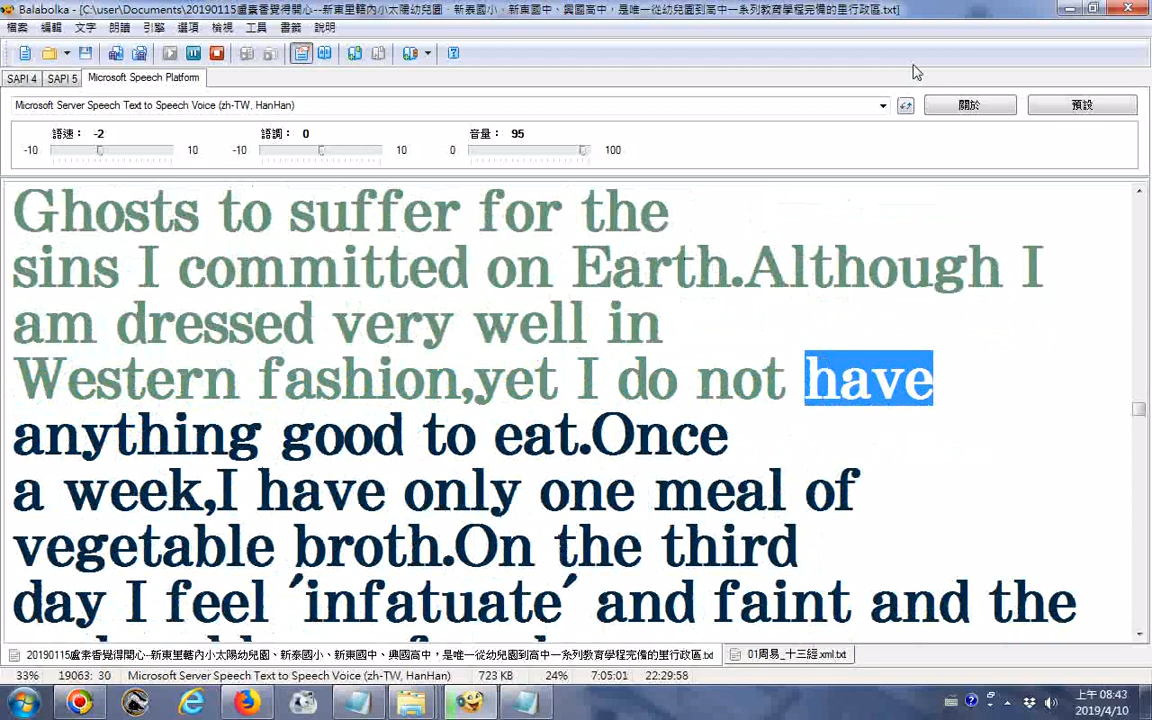 Balabolka - [C:\user\Documents\20190115盧素香覺得開心--新東里轄內小太陽幼兒園、新泰國小、新東國中、興國高中，是唯一從幼兒園到高中一系列教育學程完備的里行政區.txt]
檔案 編輯 文字 朗讀 引擎 選項 檢視 工具 書籤 說明
SAPI 4 SAPI 5 Microsoft Speech Platform
Microsoft Server Speech Text to Speech Voice (zh-TW, HanHan) 關於 預設
語速： -2 語調： 0 音量： 95
-10 10 -10 10 0 100
Ghosts to suffer for the
sins I committed on Earth.Although I
am dressed very well in
Western fashion,yet I do not have
anything good to eat.Once
a week,I have only one meal of
vegetable broth.On the third
day I feel ′infatuate′ and faint and the
20190115盧素香覺得開心--新東里轄內小太陽幼兒園、新泰國小、新東國中、興國高中，是唯一從幼兒園到高中一系列教育學程完備的里行政區.txt 01周易_十三經.xml.txt
33% 19063: 30 Microsoft Server Speech Text to Speech Voice (zh-TW, HanHan) 723 KB 24% 7:05:01 22:29:58
上午 08:43
2019/4/10